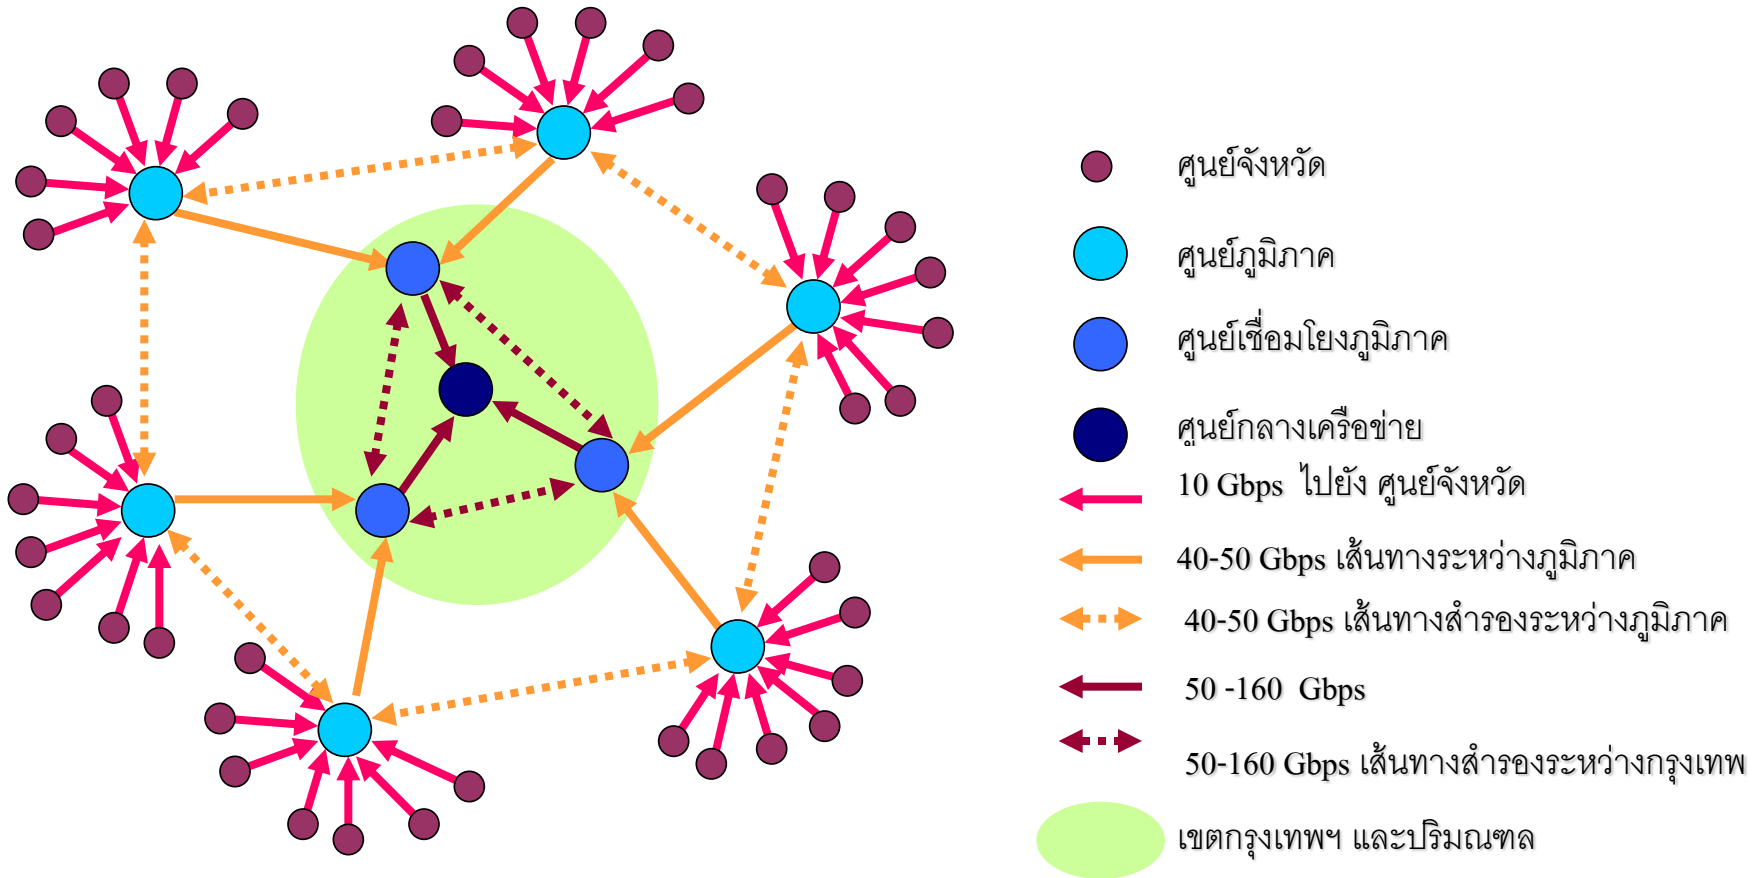 ศูนย์จังหวัด
ศูนย์ภูมิภาค
ศูนย์เชื่อมโยงภูมิภาค
ศูนย์กลางเครือข่าย
10 Gbps ไปยัง ศูนย์จังหวัด
40-50 Gbps เส้นทางระหว่างภูมิภาค
40-50 Gbps เส้นทางสำรองระหว่างภูมิภาค
50 -160 Gbps
50-160 Gbps เส้นทางสำรองระหว่างกรุงเทพ
เขตกรุงเทพฯ และปริมณฑล